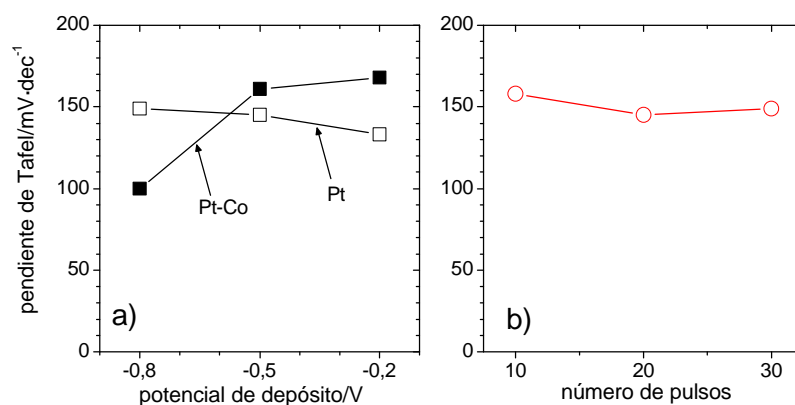 pendiente de Tafel/mV·dec⁻¹
200
150
100
50
0
Pt-Co
Pt
a)
-0,8
-0,5
-0,2
potencial de depósito/V
200
150
100
50
0
b)
10
20
30
número de pulsos